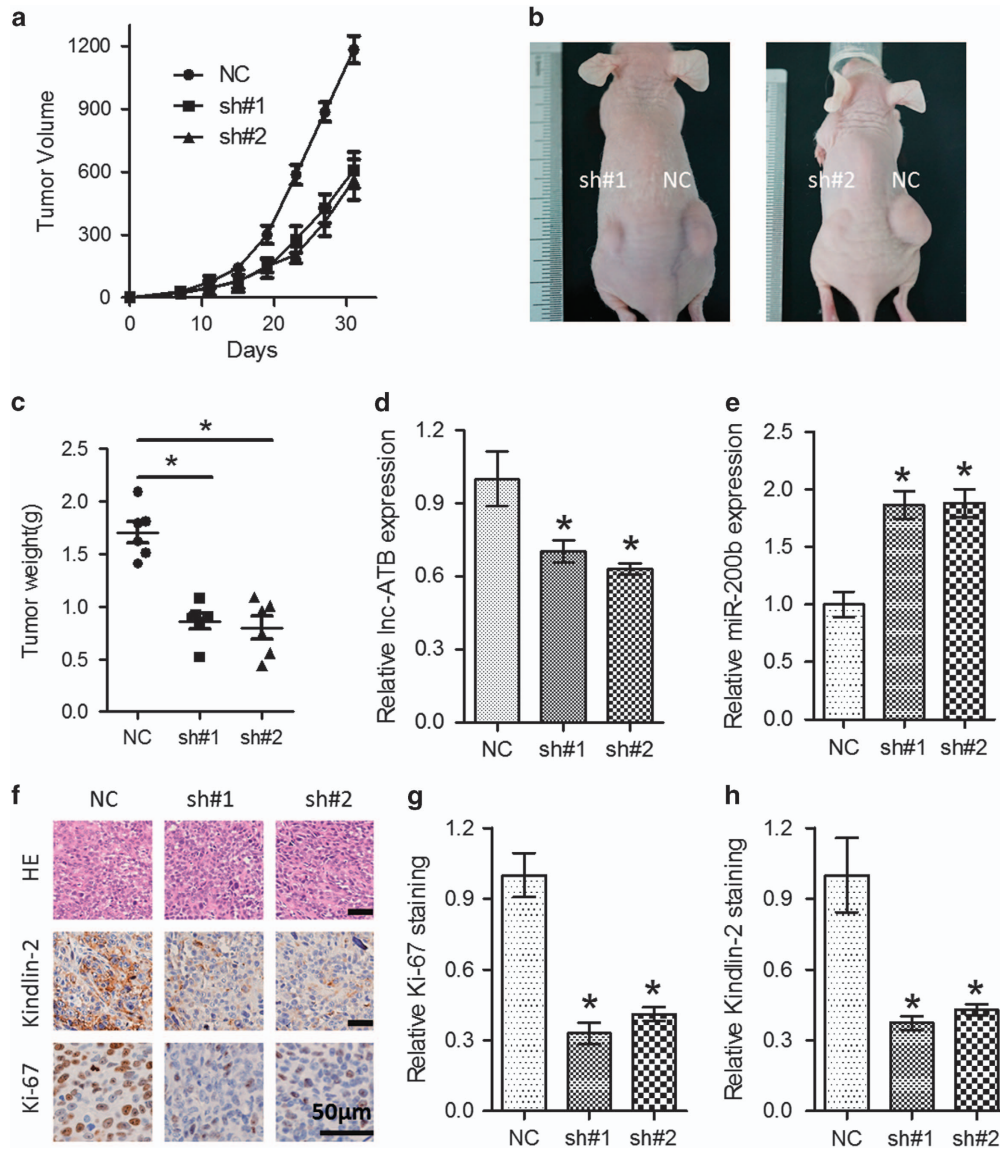 a
1200
900
600
300
0
0 10 20 30
Tumor Volume
Days
NC
sh#1
sh#2
b
sh#1 NC
sh#2 NC
c
2.5
2.0
1.5
1.0
0.5
0.0
Tumor weight(g)
* *
NC sh#1 sh#2
d
1.2
0.9
0.6
0.3
0.0
Relative lnc-ATB expression
* *
NC sh#1 sh#2
e
2.5
2.0
1.5
1.0
0.5
0.0
Relative miR-200b expression
* *
NC sh#1 sh#2
f
NC sh#1 sh#2
HE
Kindlin-2
Ki-67
50μm
g
1.2
0.9
0.6
0.3
0.0
Relative Ki-67 staining
* *
NC sh#1 sh#2
h
1.2
0.9
0.6
0.3
0.0
Relative Kindlin-2 staining
* *
NC sh#1 sh#2